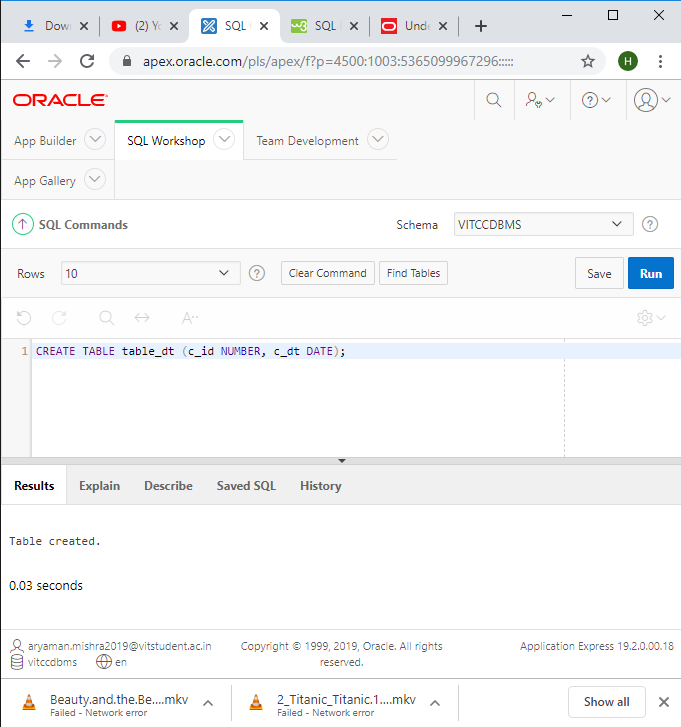 Down
(2) Yo
SQL
SQL
Unde
apex.oracle.com/pls/apex/f?p=4500:1003:5365099967296:::::
H
ORACLE
App Builder
SQL Workshop
Team Development
App Gallery
SQL Commands
Schema
VITCCDBMS
Rows
10
Clear Command
Find Tables
Save
Run
A··
1 CREATE TABLE table_dt (c_id NUMBER, c_dt DATE);
Results
Explain
Describe
Saved SQL
History
Table created.
0.03 seconds
aryaman.mishra2019@vitstudent.ac.in
vitccdbms
en
Copyright © 1999, 2019, Oracle. All rights
reserved.
Application Express 19.2.0.00.18
Beauty.and.the.Be....mkv
Failed - Network error
2_Titanic_Titanic.1....mkv
Failed - Network error
Show all